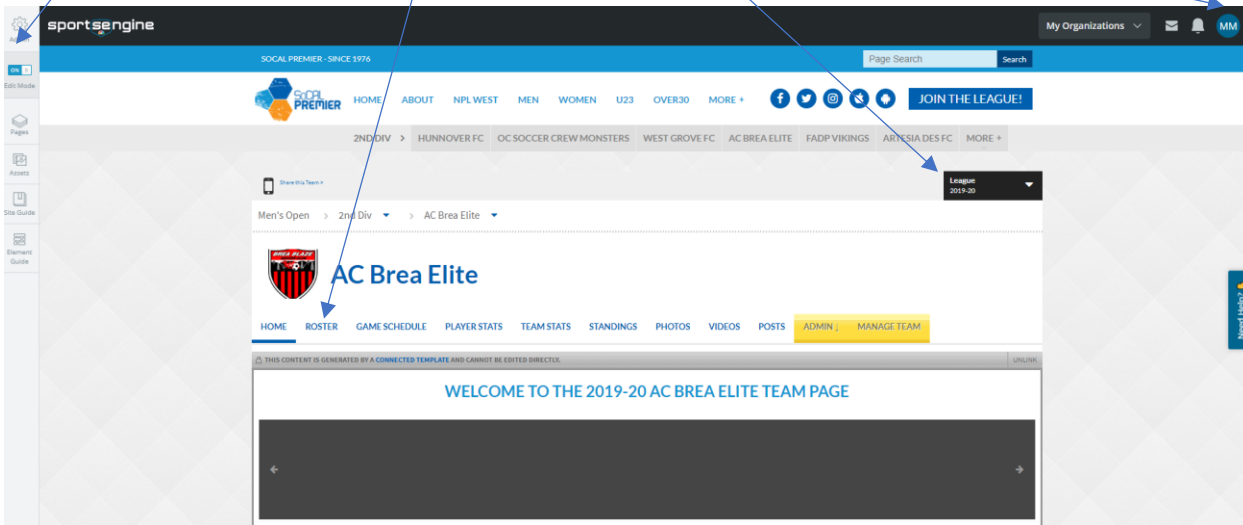 sportsengine
My Organizations
MM
ON
Edit Mode
Pages
Assets
Site Guide
Element
Guide
SOCAL PREMIER - SINCE 1976
Page Search
Search
SOCAL
PREMIER
HOME ABOUT NPL WEST MEN WOMEN U23 OVER30 MORE +
JOIN THE LEAGUE!
2ND DIV > HUNNOVER FC OC SOCCER CREW MONSTERS WEST GROVE FC AC BREA ELITE FADP VIKINGS ARTESIA DES FC MORE +
Share this Team >
League
2019-20
Men's Open > 2nd Div > AC Brea Elite
BREA BLAZE
AC Brea Elite
HOME ROSTER GAME SCHEDULE PLAYER STATS TEAM STATS STANDINGS PHOTOS VIDEOS POSTS ADMIN ↓ MANAGE TEAM
THIS CONTENT IS GENERATED BY A CONNECTED TEMPLATE AND CANNOT BE EDITED DIRECTLY.
UNLINK
WELCOME TO THE 2019-20 AC BREA ELITE TEAM PAGE
Need Help?